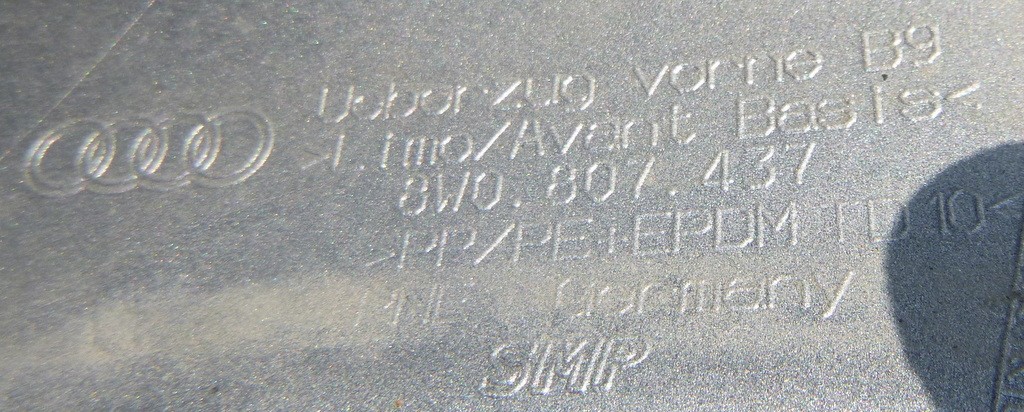 Ueberzug vorne B9
>Limo/Avant Basis<
8W0.807.437
>PP/PE+EPDM TD10<
Germany
SMP